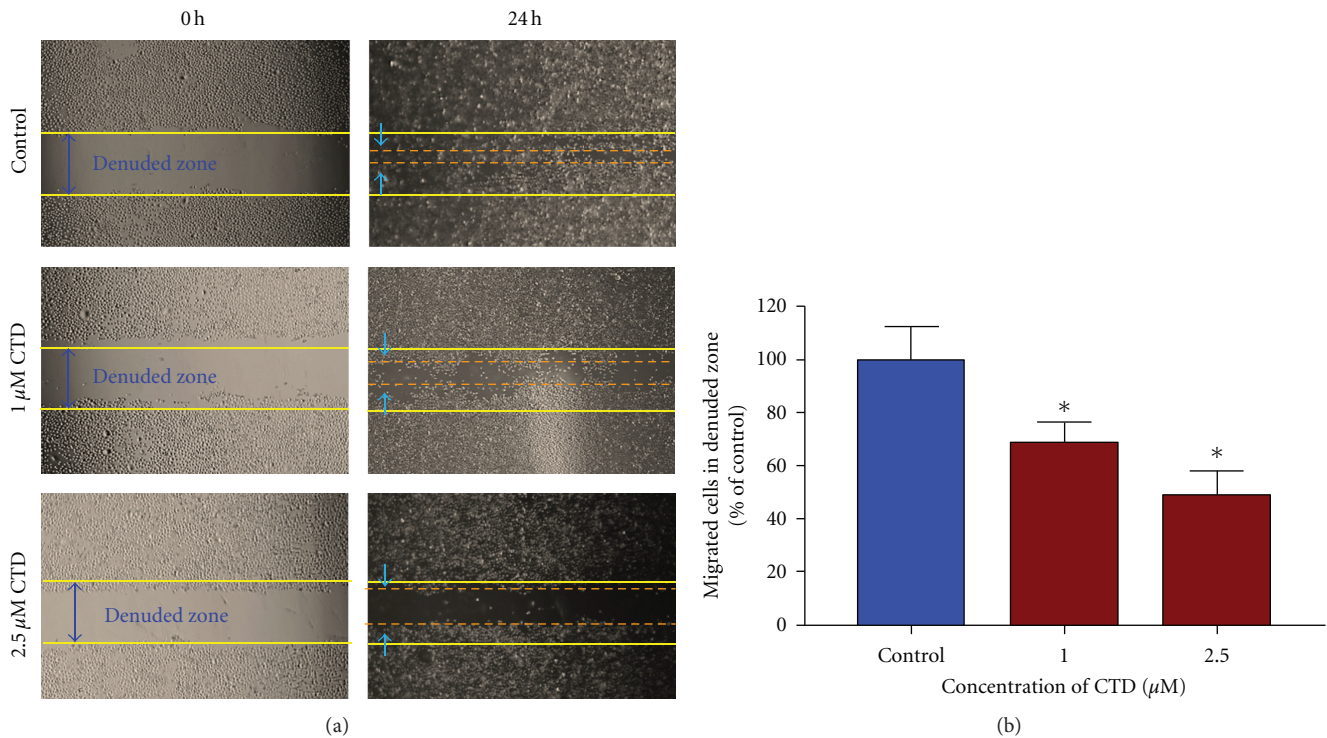 0 h
24 h
Control
Denuded zone
1 μM CTD
Denuded zone
2.5 μM CTD
Denuded zone
(a)
Migrated cells in denuded zone
(% of control)
120
100
80
60
40
20
0
*
*
Control
1
2.5
Concentration of CTD (μM)
(b)